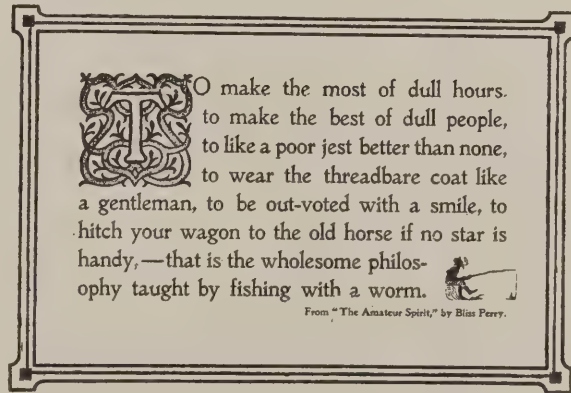 TO make the most of dull hours.
to make the best of dull people,
to like a poor jest better than none,
to wear the threadbare coat like
a gentleman, to be out-voted with a smile, to
hitch your wagon to the old horse if no star is
handy,—that is the wholesome philos-
ophy taught by fishing with a worm.
From "The Amateur Spirit," by Bliss Perry.